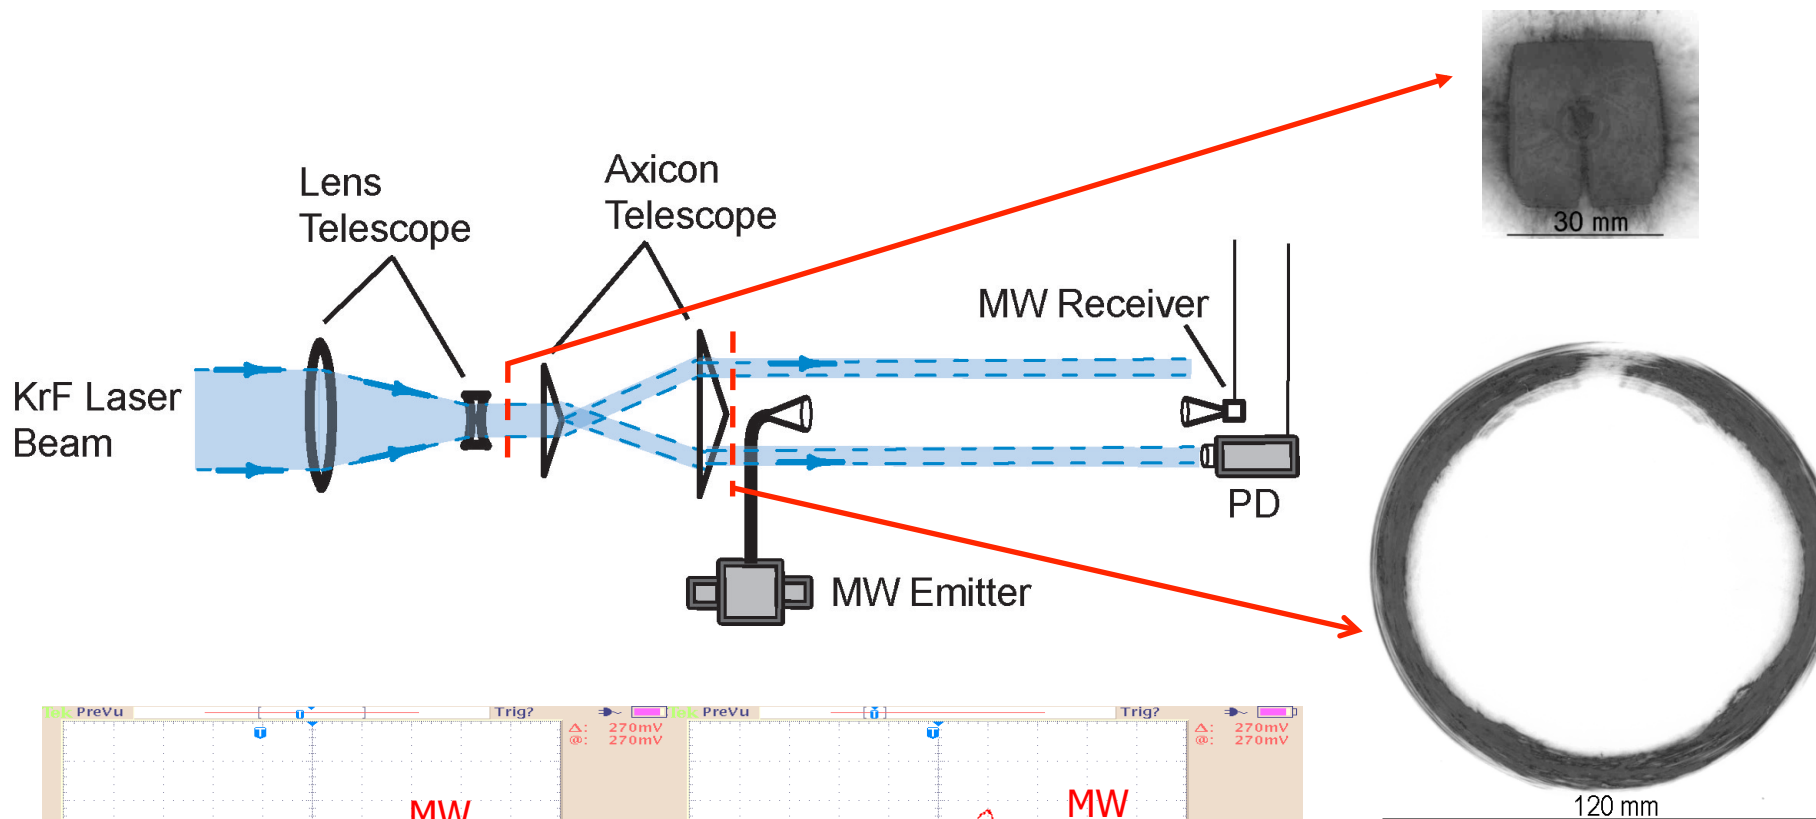 30 mm
Lens
Telescope
Axicon
Telescope
MW Receiver
KrF Laser
Beam
PD
MW Emitter
PreVu
Trig?
Δ: 270mV
@: 270mV
MW
PreVu
Trig?
Δ: 270mV
@: 270mV
MW
120 mm